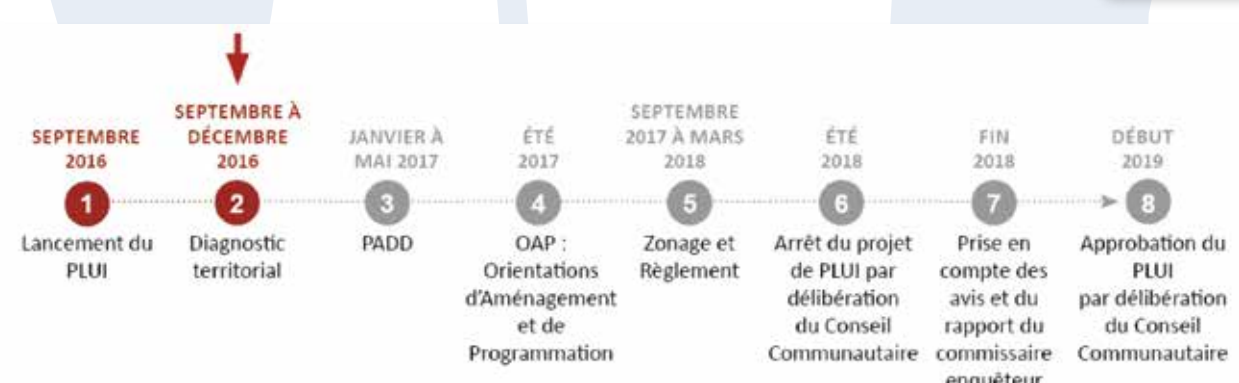 SEPTEMBRE
2016
1
Lancement du
PLUI
SEPTEMBRE À
DÉCEMBRE
2016
2
Diagnostic
territorial
JANVIER À
MAI 2017
3
PADD
ÉTÉ
2017
4
OAP :
Orientations
d'Aménagement
et de
Programmation
SEPTEMBRE
2017 À MARS
2018
5
Zonage et
Règlement
ÉTÉ
2018
6
Arrêt du projet
de PLUI par
délibération
du Conseil
Communautaire
FIN
2018
7
Prise en
compte des
avis et du
rapport du
commissaire
enquêteur
DÉBUT
2019
8
Approbation du
PLUI
par délibération
du Conseil
Communautaire